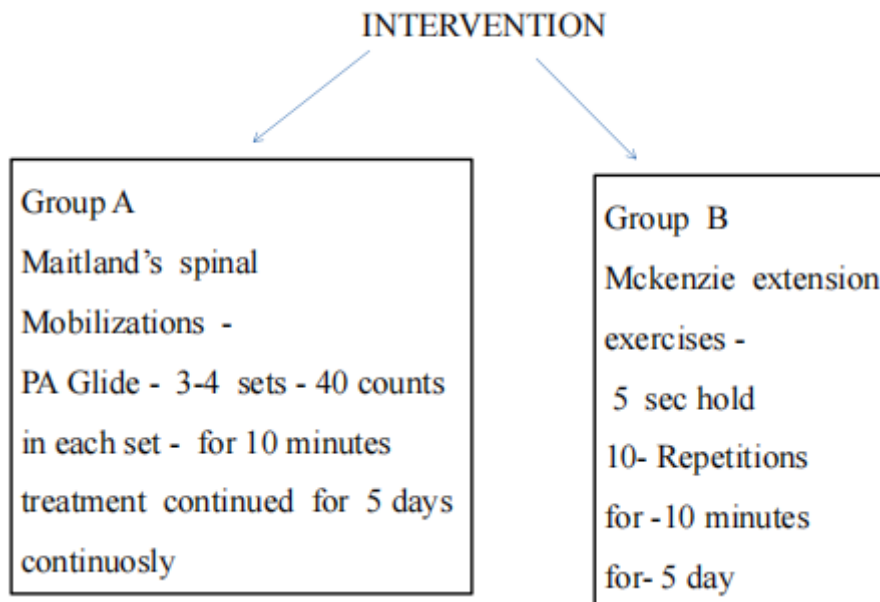 INTERVENTION
Group A
Maitland’s spinal
Mobilizations -
PA Glide - 3-4 sets - 40 counts
in each set - for 10 minutes
treatment continued for 5 days
continuosly
Group B
Mckenzie extension
exercises -
5 sec hold
10- Repetitions
for -10 minutes
for- 5 day